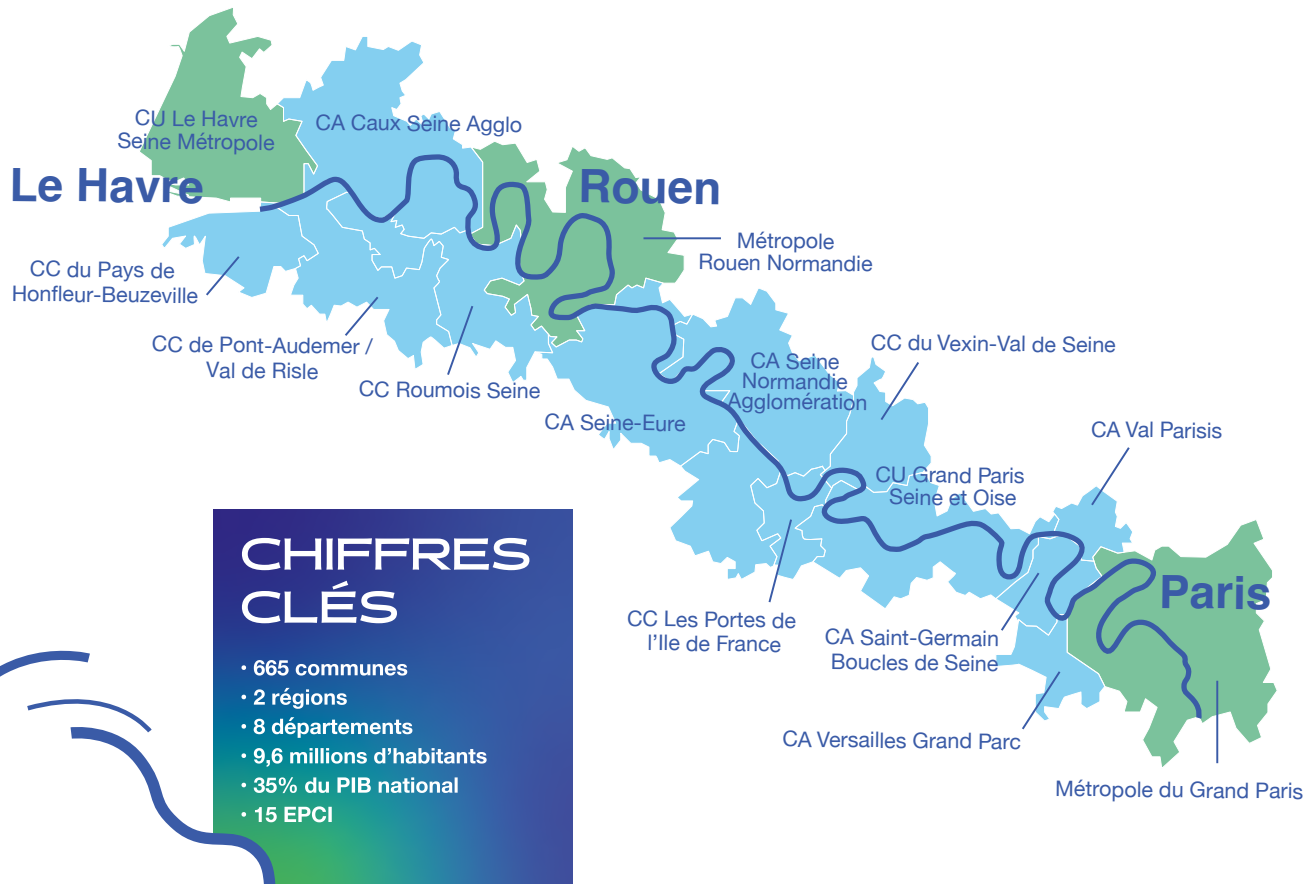 CU Le Havre
Seine Métropole
CA Caux Seine Agglo
Le Havre
Rouen
Métropole
Rouen Normandie
CC du Pays de
Honfleur-Beuzeville
CC de Pont-Audemer /
Val de Risle
CC Roumois Seine
CA Seine-Eure
CA Seine
Normandie
Agglomération
CC du Vexin-Val de Seine
CU Grand Paris
Seine et Oise
CA Val Parisis
Paris
CC Les Portes de
l'Ile de France
CA Saint-Germain
Boucles de Seine
CA Versailles Grand Parc
Métropole du Grand Paris
CHIFFRES
CLÉS
· 665 communes
· 2 régions
· 8 départements
· 9,6 millions d'habitants
· 35% du PIB national
· 15 EPCI